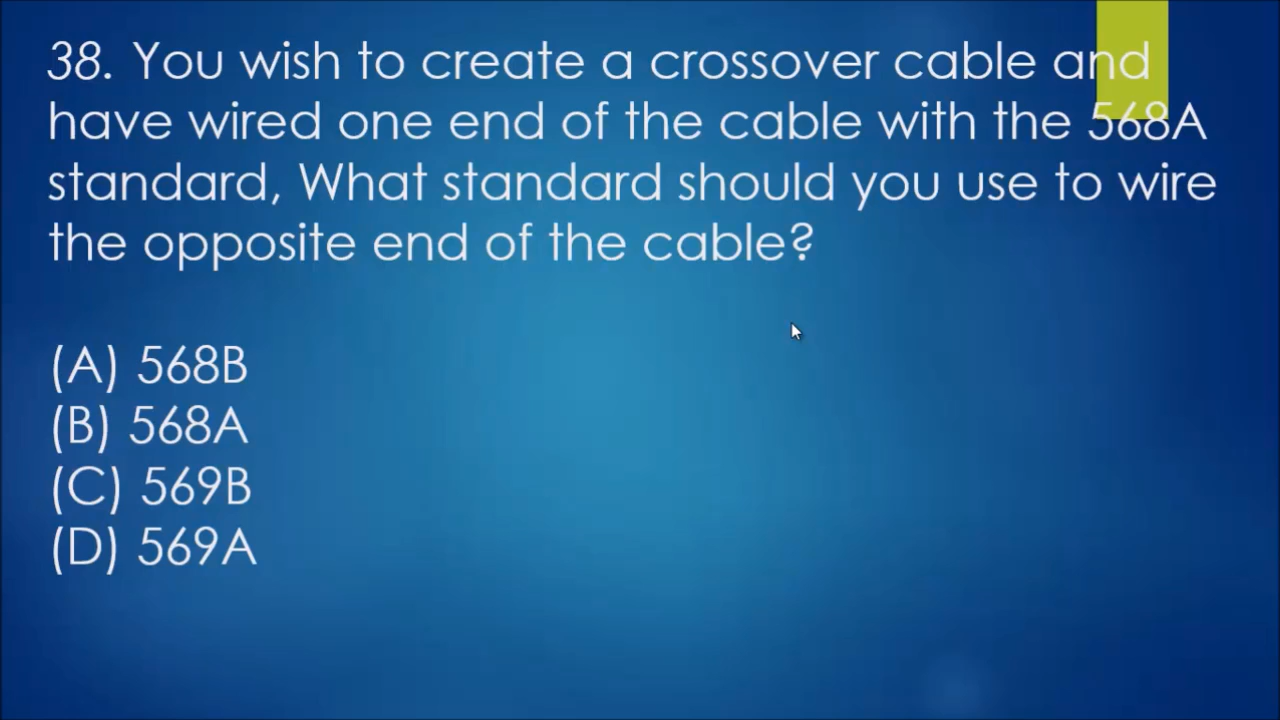 38. You wish to create a crossover cable and
have wired one end of the cable with the 568A
standard, What standard should you use to wire
the opposite end of the cable?
(A) 568B
(B) 568A
(C) 569B
(D) 569A